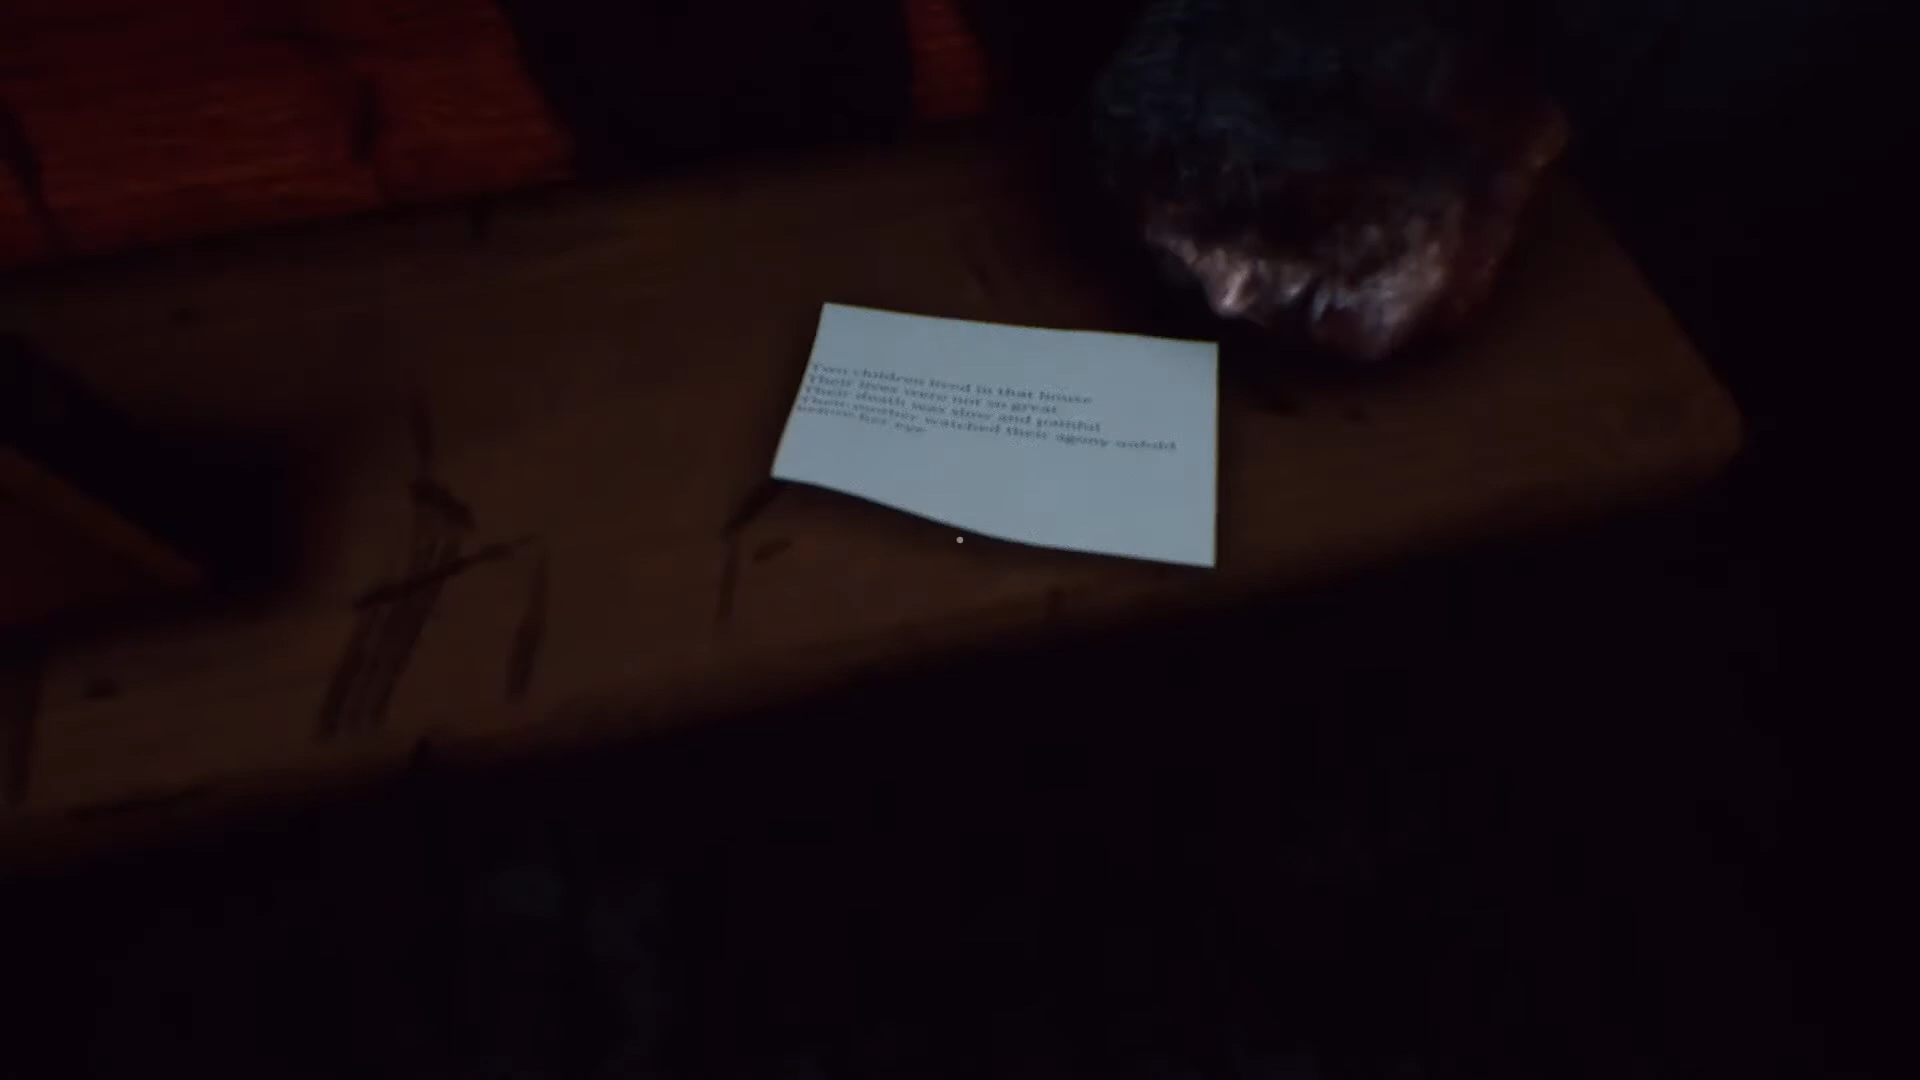 Two children lived in that house
Their lives were not so great
Their death was slow and painful
Their mother watched their agony unfold
before her eye